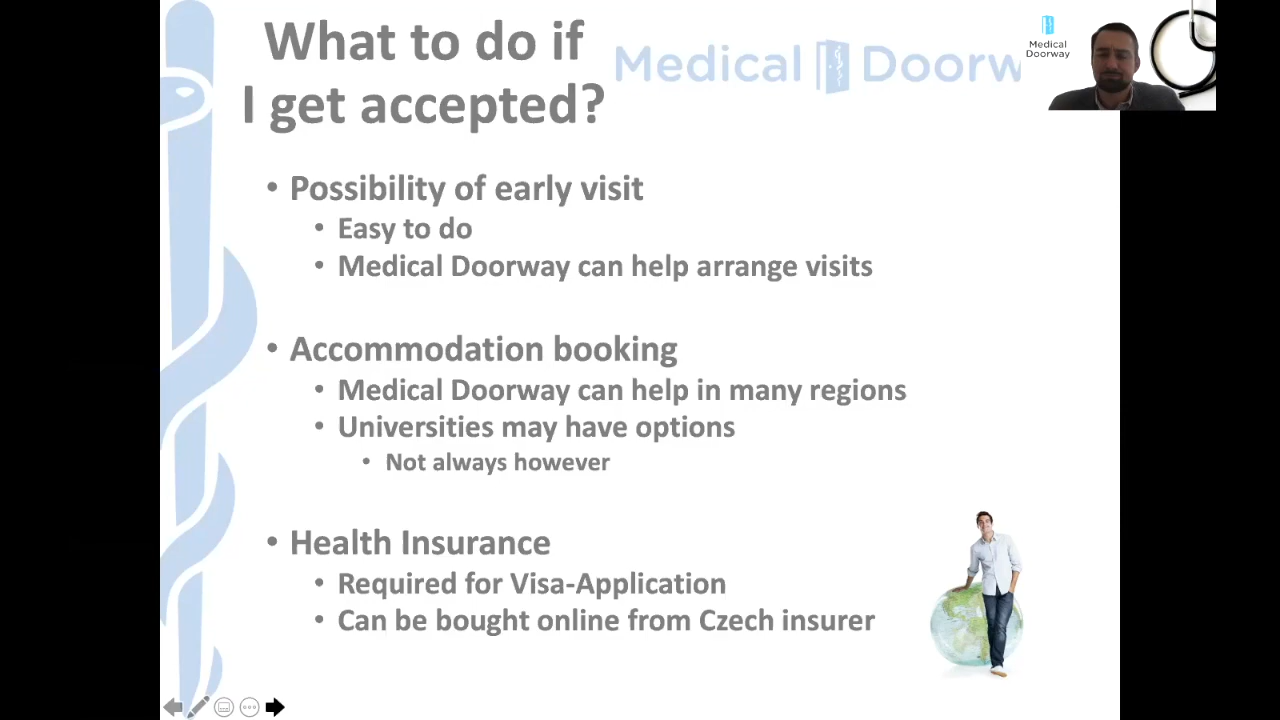 What to do if
I get accepted?
Medical Doorw
Medical
Doorway
• Possibility of early visit
• Easy to do
• Medical Doorway can help arrange visits
• Accommodation booking
• Medical Doorway can help in many regions
• Universities may have options
• Not always however
• Health Insurance
• Required for Visa-Application
• Can be bought online from Czech insurer